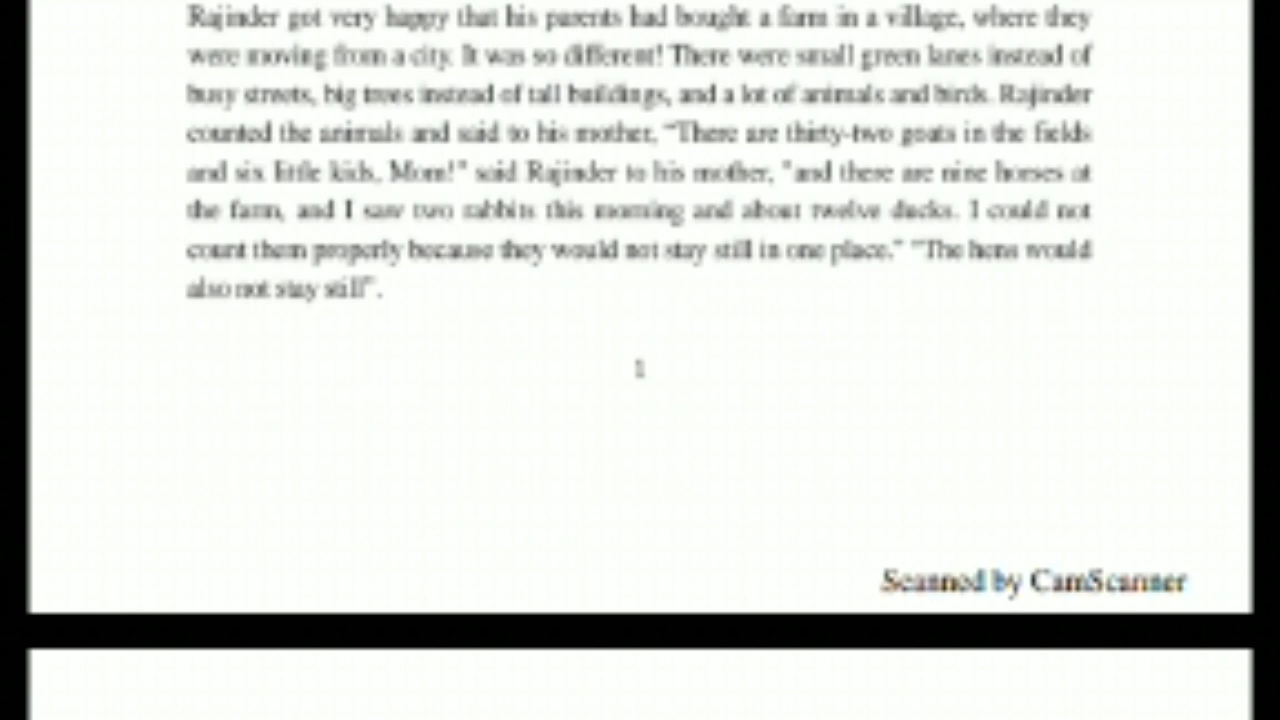 Rajinder got very happy that his parents had bought a farm in a village, where they
were moving from a city. It was so different! There were small green lanes instead of
busy streets, big trees instead of tall buildings, and a lot of animals and birds. Rajinder
counted the animals and said to his mother, "There are thirty-two goats in the fields
and six little kids, Mom!" said Rajinder to his mother, "and there are nine horses at
the farm, and I saw two rabbits this morning and about twelve ducks. I could not
count them properly because they would not stay still in one place." "The hens would
also not stay still".
1
Scanned by CamScanner